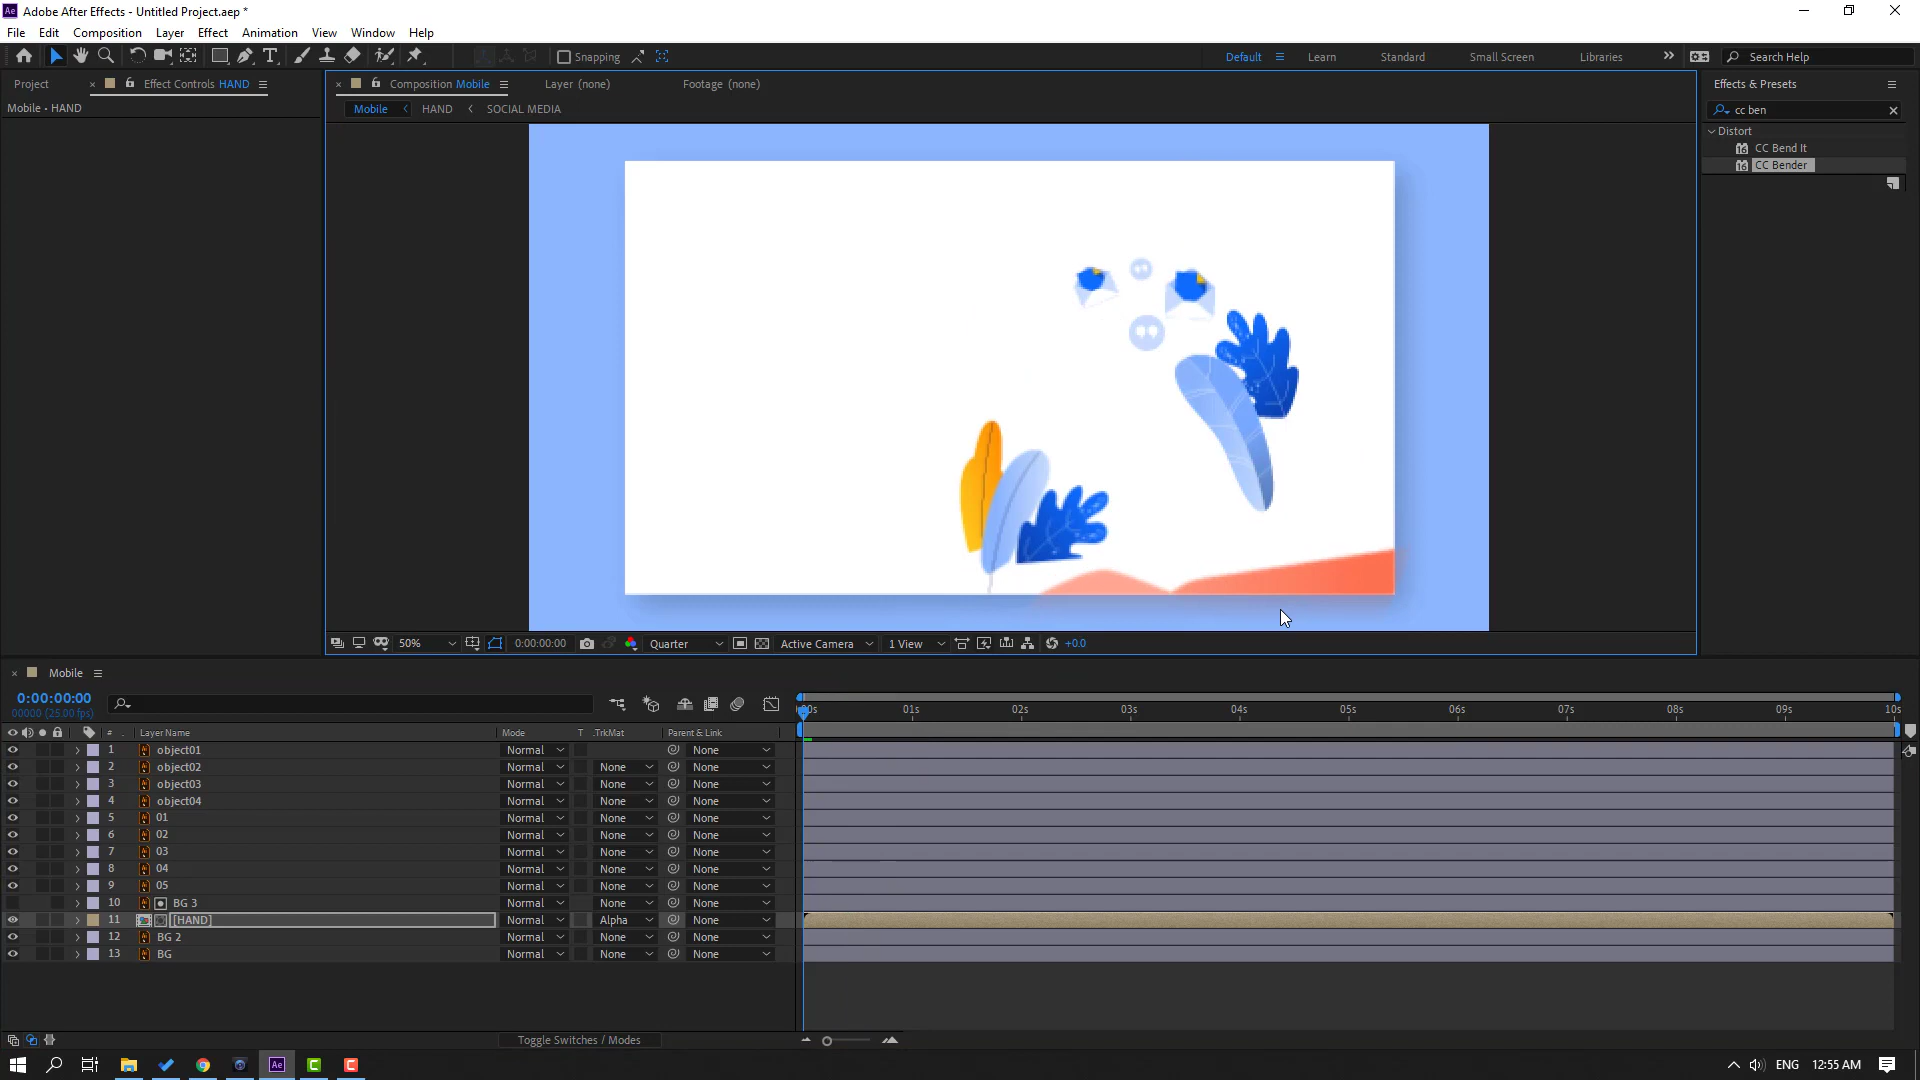 Adobe After Effects - Untitled Project.aep *
File Edit Composition Layer Effect Animation View Window Help
Snapping
Default Learn Standard Small Screen Libraries Search Help
Project Effect Controls HAND
Mobile • HAND
Composition Mobile Layer (none) Footage (none)
Mobile HAND SOCIAL MEDIA
Effects & Presets
cc ben
Distort
CC Bend It
CC Bender
50% 0:00:00:00 Quarter Active Camera 1 View +0.0
Mobile
0:00:00:00
00000 (25.00 fps)
:00s 01s 02s 03s 04s 05s 06s 07s 08s 09s 10s
# Layer Name Mode T .TrkMat Parent & Link
1 object01 Normal None
2 object02 Normal None None
3 object03 Normal None None
4 object04 Normal None None
5 01 Normal None None
6 02 Normal None None
7 03 Normal None None
8 04 Normal None None
9 05 Normal None None
10 BG 3 Normal None None
11 [HAND] Normal Alpha None
12 BG 2 Normal None None
13 BG Normal None None
Toggle Switches / Modes
ENG 12:55 AM